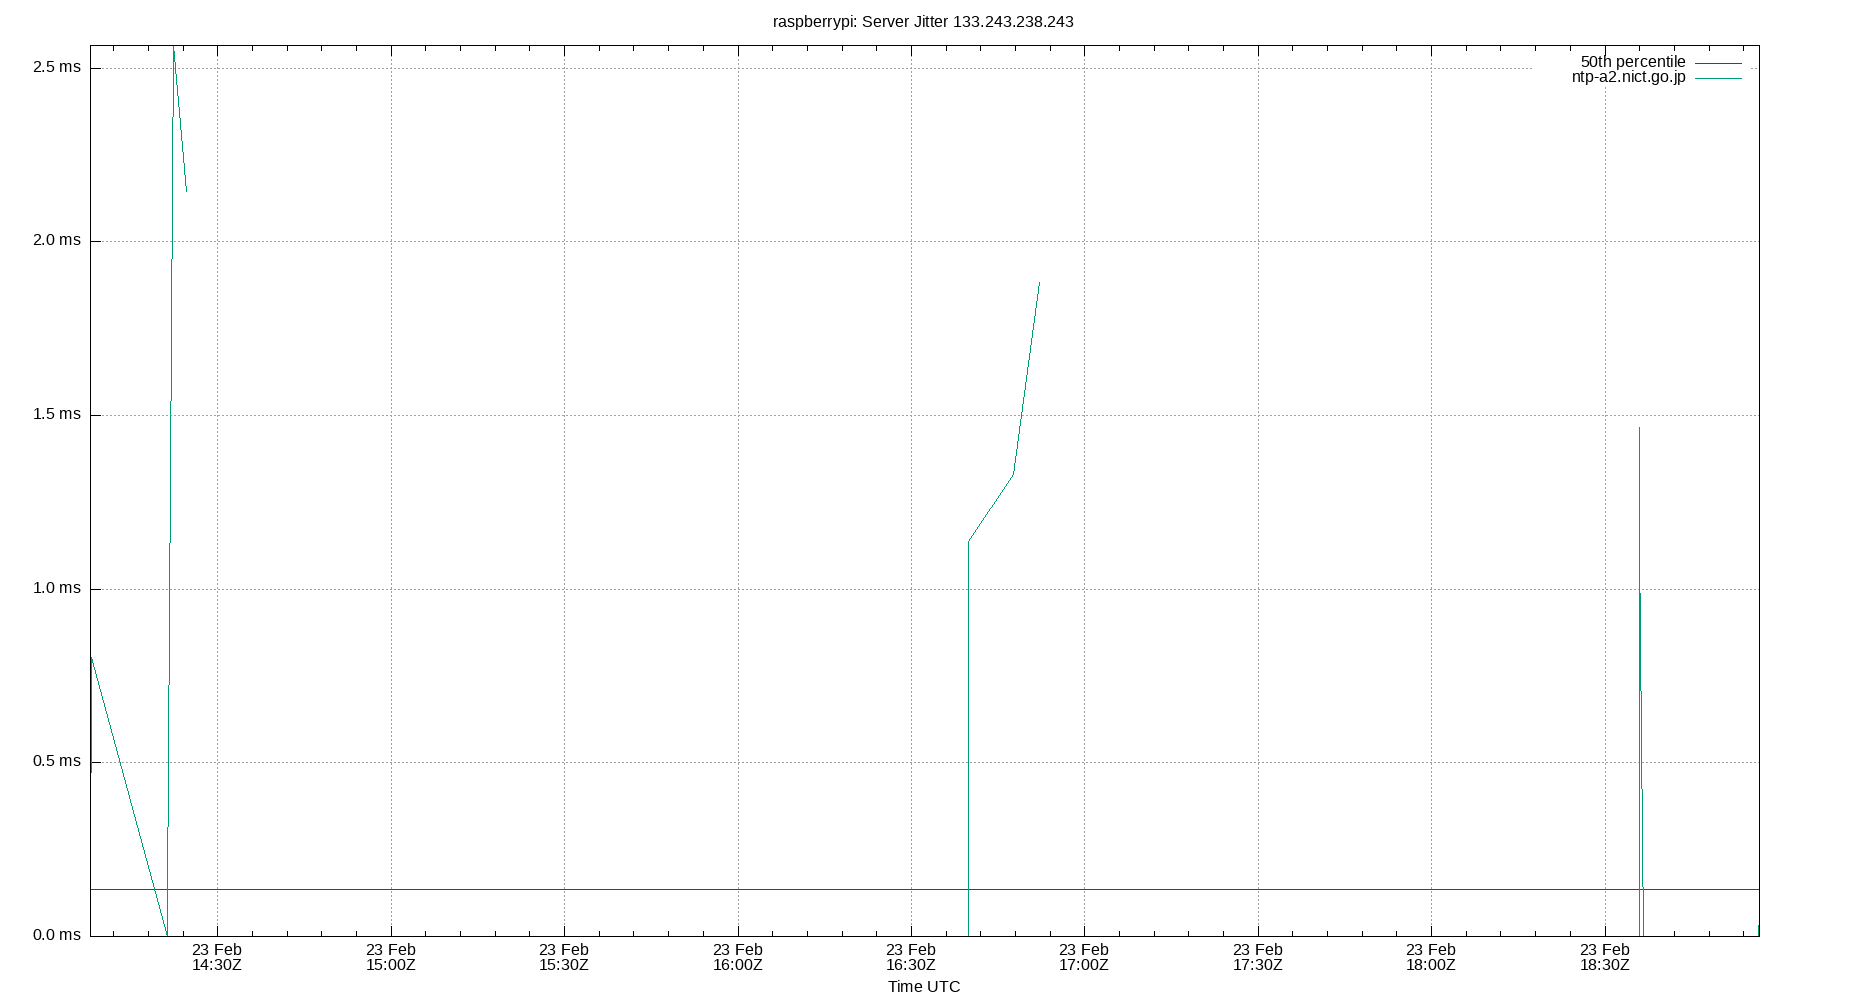 raspberrypi: Server Jitter 133.243.238.243
50th percentile
ntp-a2.nict.go.jp
2.5 ms
2.0 ms
1.5 ms
1.0 ms
0.5 ms
0.0 ms
23 Feb 23 Feb 23 Feb 23 Feb 23 Feb 23 Feb 23 Feb 23 Feb 23 Feb
14:30Z 15:00Z 15:30Z 16:00Z 16:30Z 17:00Z 17:30Z 18:00Z 18:30Z
Time UTC